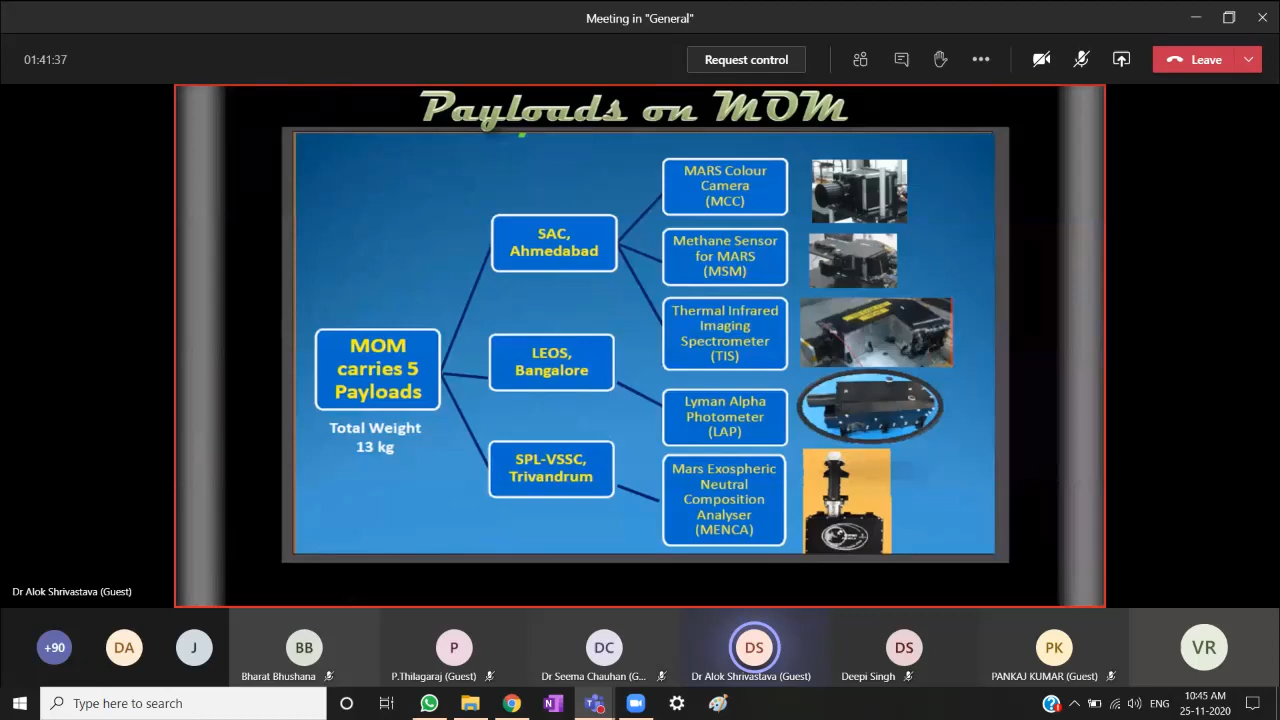 Meeting in "General"
01:41:37
Request control
Leave
Payloads on MOM
MARS Colour
Camera
(MCC)
SAC,
Ahmedabad
Methane Sensor
for MARS
(MSM)
Thermal Infrared
Imaging
Spectrometer
(TIS)
MOM
carries 5
Payloads
Total Weight
13 kg
LEOS,
Bangalore
Lyman Alpha
Photometer
(LAP)
SPL-VSSC,
Trivandrum
Mars Exospheric
Neutral
Composition
Analyser
(MENCA)
Dr Alok Shrivastava (Guest)
+90
DA
J
BB
Bharat Bhushana
P
P.Thilagaraj (Guest)
DC
Dr Seema Chauhan (G...
DS
Dr Alok Shrivastava (Guest)
DS
Deepi Singh
PK
PANKAJ KUMAR (Guest)
VR
Type here to search
ENG
10:45 AM
25-11-2020